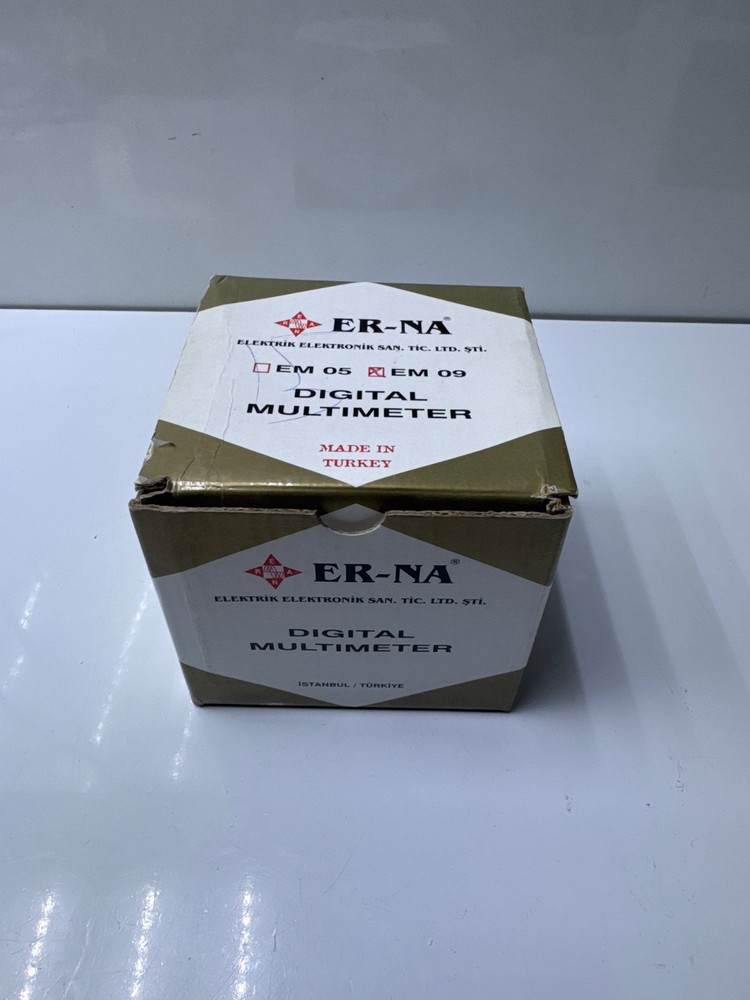 ER-NA®
ELEKTRİK ELEKTRONİK SAN. TİC. LTD. ŞTİ.
EM 05 EM 09
DIGITAL
MULTIMETER
MADE IN
TURKEY
ER-NA®
ELEKTRİK ELEKTRONİK SAN. TİC. LTD. ŞTİ.
DIGITAL
MULTIMETER
İSTANBUL / TÜRKİYE